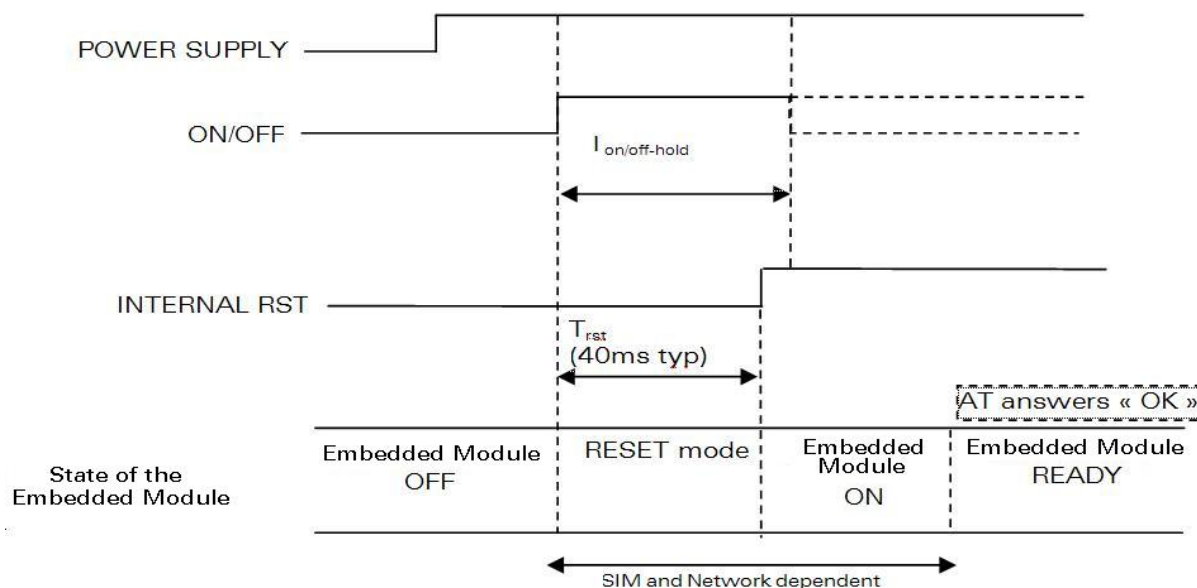 POWER SUPPLY
ON/OFF
I on/off-hold
INTERNAL RST
Trst
(40ms typ)
AT answers « OK »
State of the
Embedded Module
Embedded Module
OFF
RESET mode
Embedded
Module
ON
Embedded Module
READY
SIM and Network dependent